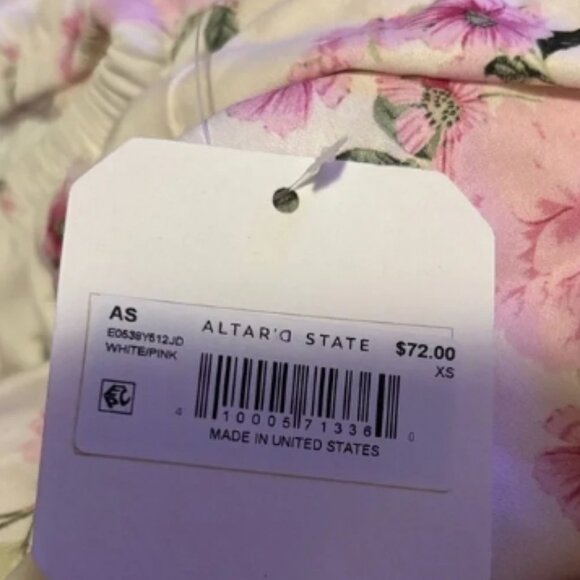 AS
E0539Y512JD
WHITE/PINK
ALTAR'D STATE
$72.00
XS
4 10005 71336 0
MADE IN UNITED STATES